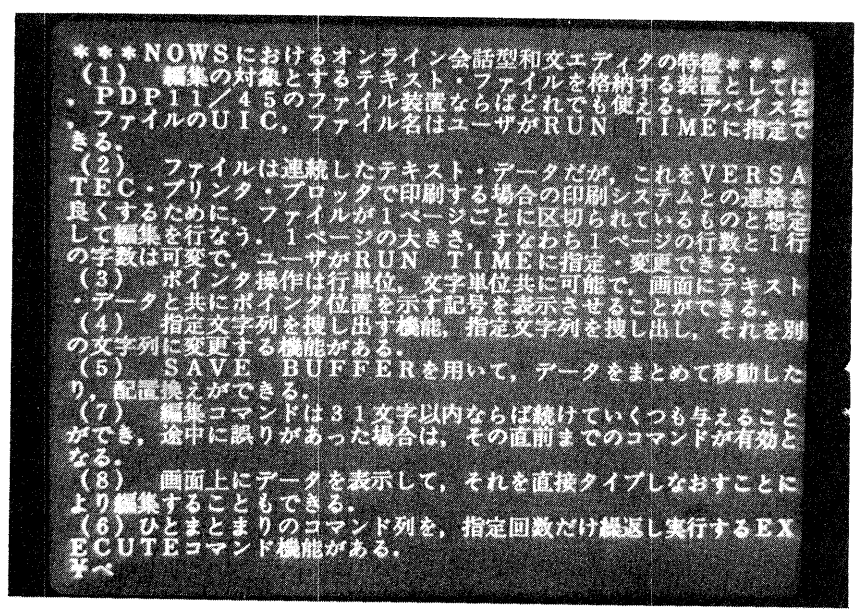 ***NOWSにおけるオンライン会話型和文エディタの特徴***
(1) 編集の対象とするテキスト・ファイルを格納する装置としては
,PDP11/45のファイル装置ならばどれでも使える.デバイス名
,ファイルのUIC,ファイル名はユーザがRUN TIMEに指定で
きる.
(2) ファイルは連続したテキスト・データだが,これをVERSA
TEC・プリンタ・プロッタで印刷する場合の印刷システムとの連絡を
良くするために,ファイルが1ページごとに区切られているものと想定
して編集を行なう.1ページの大きさ,すなわち1ページの行数と1行
の字数は可変で,ユーザがRUN TIMEに指定・変更できる.
(3) ポインタ操作は行単位,文字単位共に可能で,画面にテキスト
・データと共にポインタ位置を示す記号を表示させることができる.
(4) 指定文字列を捜し出す機能,指定文字列を捜し出し,それを別
の文字列に変更する機能がある.
(5) SAVE BUFFERを用いて,データをまとめて移動した
り,配置換えができる.
(7) 編集コマンドは31文字以内ならば続けていくつも与えること
ができ,途中に誤りがあった場合は,その直前までのコマンドが有効と
なる.
(8) 画面上にデータを表示して,それを直接タイプしなおすことに
より編集することもできる.
(6)ひとまとまりのコマンド列を,指定回数だけ繰返し実行するEX
ECUTEコマンド機能がある.
¥ペ